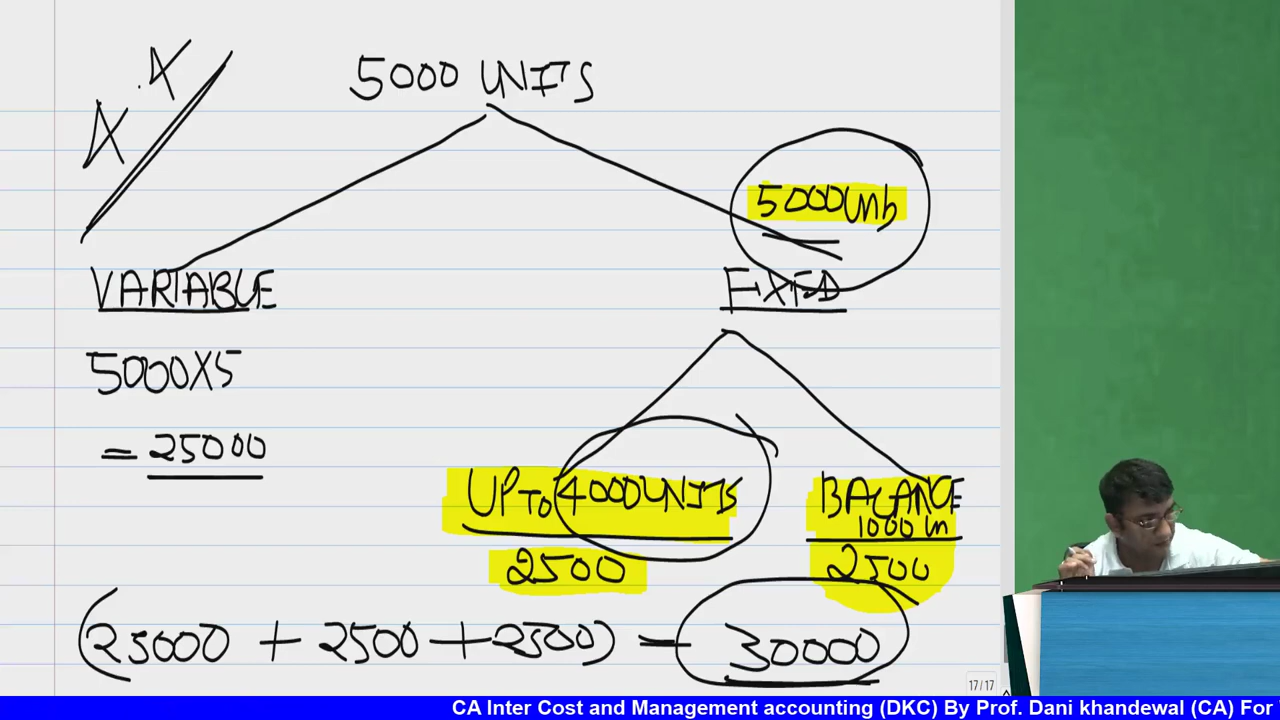 5000 UNITS
5000 Units
VARIABLE
FIXED
5000X5
= 25000
UPTO 4000 UNITS
BALANCE
1000 un
2500
2500
(25000 + 2500 + 2500) = 30000
17/17
CA Inter Cost and Management accounting (DKC) By Prof. Dani khandewal (CA) For